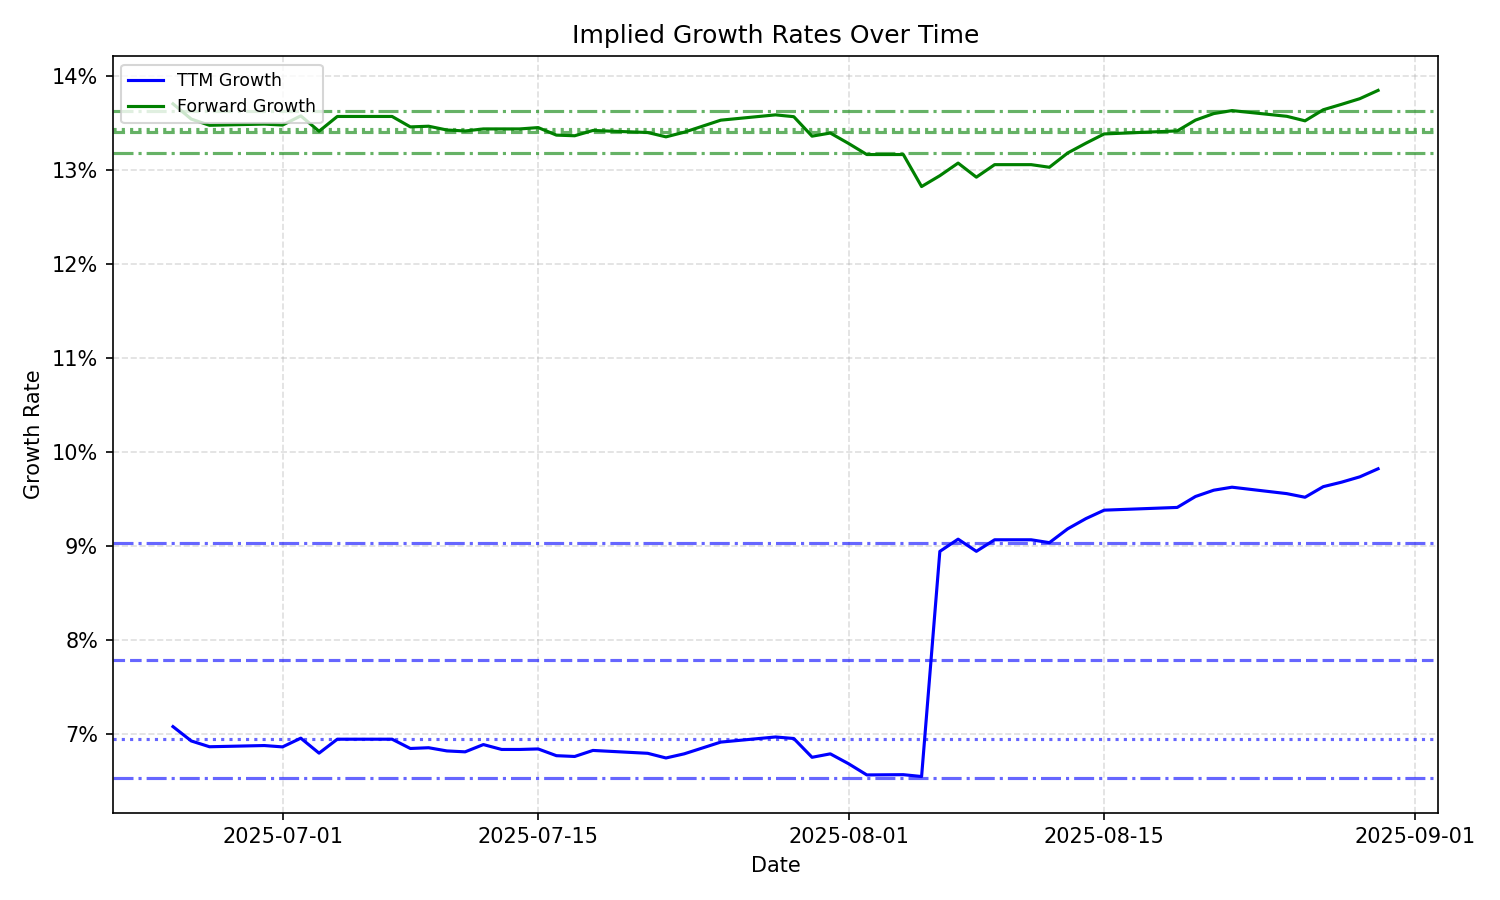 Implied Growth Rates Over Time
TTM Growth
Forward Growth
Growth Rate
14%
13%
12%
11%
10%
9%
8%
7%
2025-07-01 2025-07-15 2025-08-01 2025-08-15 2025-09-01
Date